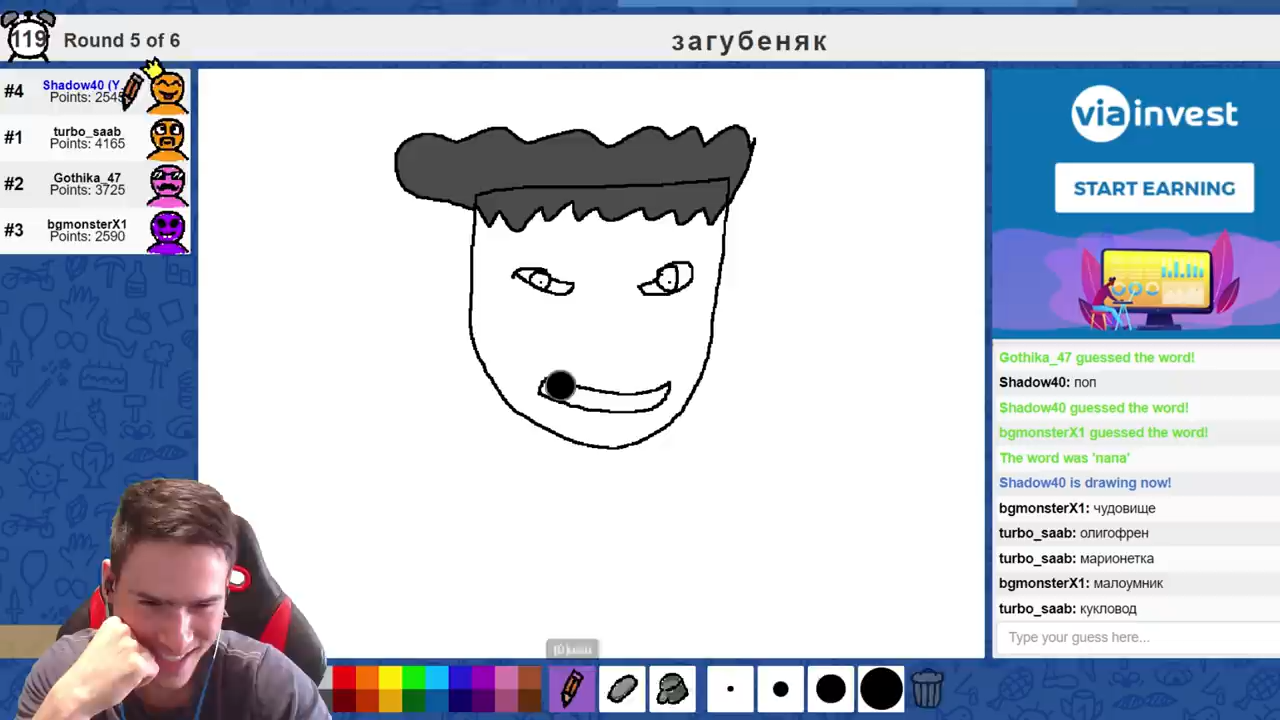 119
Round 5 of 6
загубеняк
#4
Shadow40 (Y.
Points: 2545
#1
turbo_saab
Points: 4165
#2
Gothika_47
Points: 3725
#3
bgmonsterX1
Points: 2590
via invest
START EARNING
Gothika_47 guessed the word!
Shadow40: поп
Shadow40 guessed the word!
bgmonsterX1 guessed the word!
The word was 'папа'
Shadow40 is drawing now!
bgmonsterX1: чудовище
turbo_saab: олигофрен
turbo_saab: марионетка
bgmonsterX1: малоумник
turbo_saab: кукловод
Type your guess here...